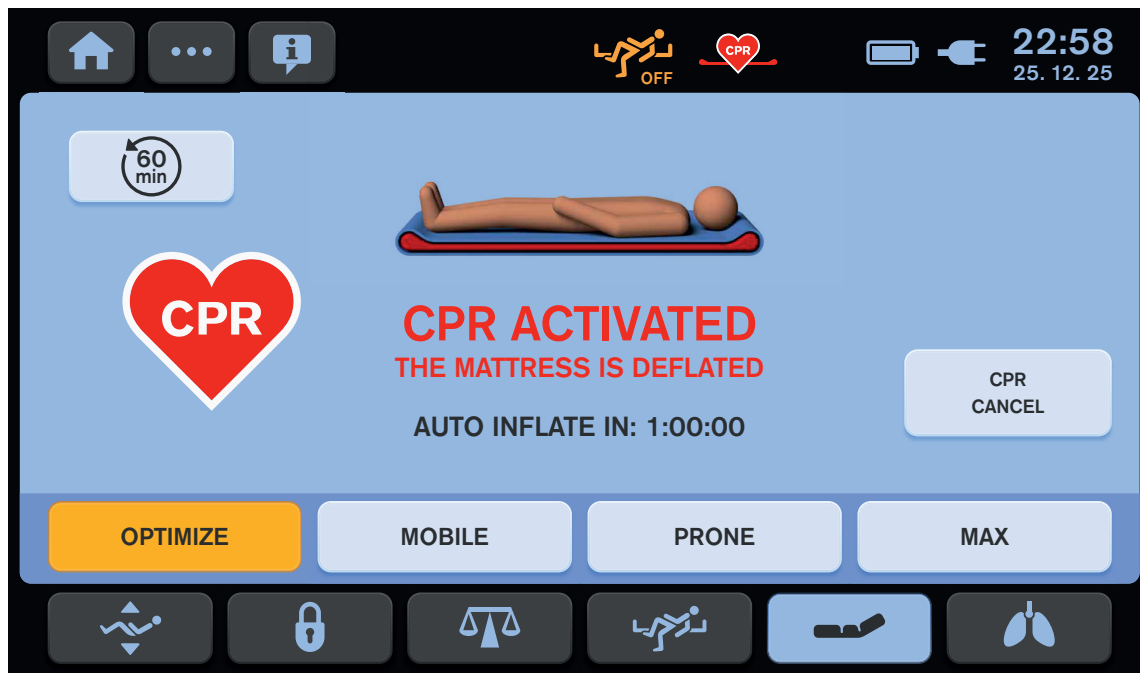 OFF
CPR
22:58
25. 12. 25
60
min
CPR
CPR ACTIVATED
THE MATTRESS IS DEFLATED
AUTO INFLATE IN: 1:00:00
CPR
CANCEL
OPTIMIZE
MOBILE
PRONE
MAX